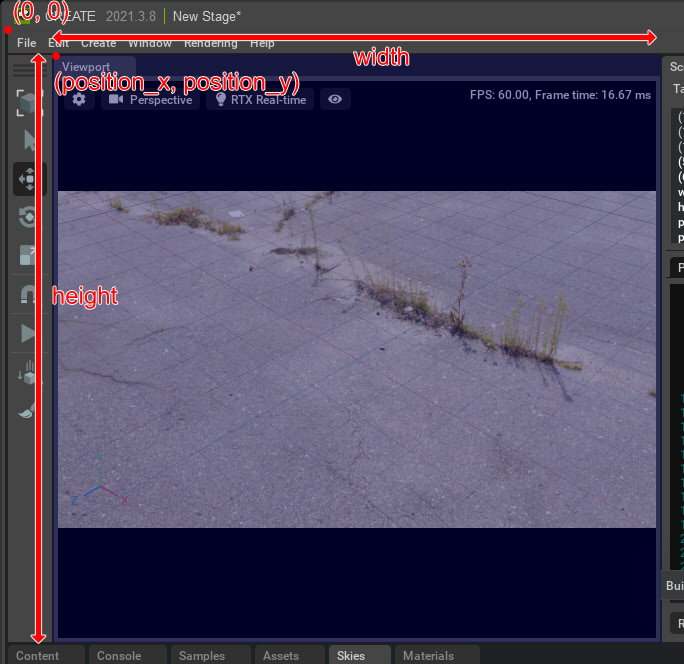 (0, 0)
CREATE 2021.3.8 | New Stage*
File Edit Create Window Rendering Help
width
Viewport
(position_x, position_y)
Perspective RTX Real-time FPS: 60.00, Frame time: 16.67 ms
height
Z X
Bui
Content Console Samples Assets Skies Materials